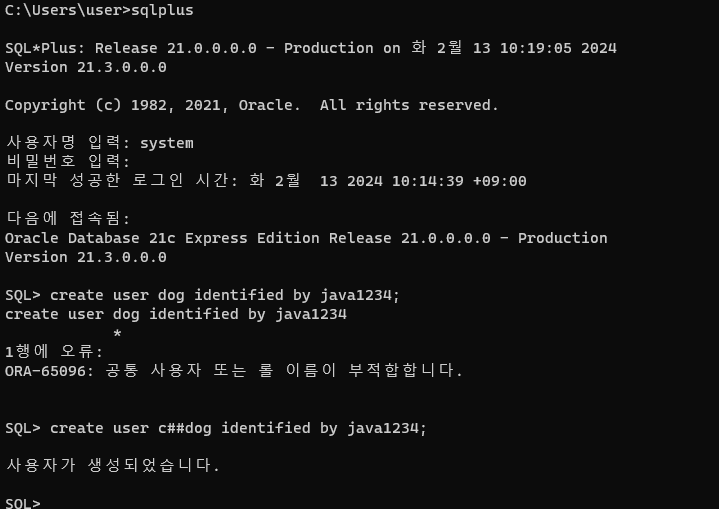 C:\Users\user>sqlplus
SQL*Plus: Release 21.0.0.0.0 - Production on 화 2월 13 10:19:05 2024
Version 21.3.0.0.0
Copyright (c) 1982, 2021, Oracle.  All rights reserved.
사용자명 입력: system
비밀번호 입력:
마지막 성공한 로그인 시간: 화 2월  13 2024 10:14:39 +09:00
다음에 접속됨:
Oracle Database 21c Express Edition Release 21.0.0.0.0 - Production
Version 21.3.0.0.0
SQL> create user dog identified by java1234;
create user dog identified by java1234
*
1행에 오류:
ORA-65096: 공통 사용자 또는 롤 이름이 부적합합니다.
SQL> create user c##dog identified by java1234;
사용자가 생성되었습니다.
SQL>